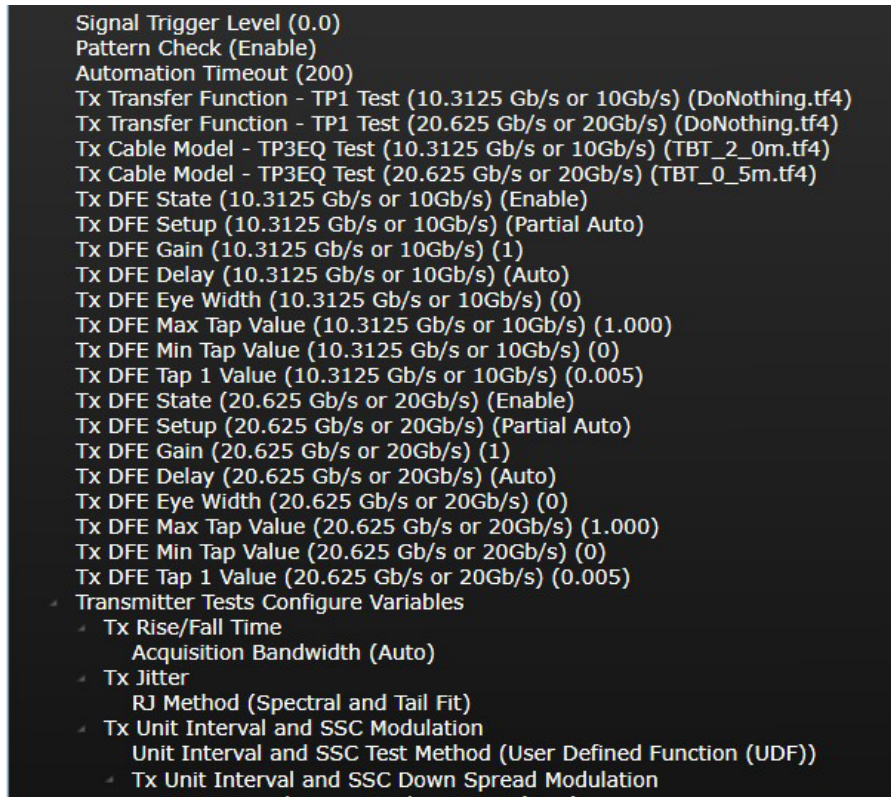 Signal Trigger Level (0.0)
Pattern Check (Enable)
Automation Timeout (200)
Tx Transfer Function - TP1 Test (10.3125 Gb/s or 10Gb/s) (DoNothing.tf4)
Tx Transfer Function - TP1 Test (20.625 Gb/s or 20Gb/s) (DoNothing.tf4)
Tx Cable Model - TP3EQ Test (10.3125 Gb/s or 10Gb/s) (TBT_2_0m.tf4)
Tx Cable Model - TP3EQ Test (20.625 Gb/s or 20Gb/s) (TBT_0_5m.tf4)
Tx DFE State (10.3125 Gb/s or 10Gb/s) (Enable)
Tx DFE Setup (10.3125 Gb/s or 10Gb/s) (Partial Auto)
Tx DFE Gain (10.3125 Gb/s or 10Gb/s) (1)
Tx DFE Delay (10.3125 Gb/s or 10Gb/s) (Auto)
Tx DFE Eye Width (10.3125 Gb/s or 10Gb/s) (0)
Tx DFE Max Tap Value (10.3125 Gb/s or 10Gb/s) (1.000)
Tx DFE Min Tap Value (10.3125 Gb/s or 10Gb/s) (0)
Tx DFE Tap 1 Value (10.3125 Gb/s or 10Gb/s) (0.005)
Tx DFE State (20.625 Gb/s or 20Gb/s) (Enable)
Tx DFE Setup (20.625 Gb/s or 20Gb/s) (Partial Auto)
Tx DFE Gain (20.625 Gb/s or 20Gb/s) (1)
Tx DFE Delay (20.625 Gb/s or 20Gb/s) (Auto)
Tx DFE Eye Width (20.625 Gb/s or 20Gb/s) (0)
Tx DFE Max Tap Value (20.625 Gb/s or 20Gb/s) (1.000)
Tx DFE Min Tap Value (20.625 Gb/s or 20Gb/s) (0)
Tx DFE Tap 1 Value (20.625 Gb/s or 20Gb/s) (0.005)
Transmitter Tests Configure Variables
Tx Rise/Fall Time
Acquisition Bandwidth (Auto)
Tx Jitter
RJ Method (Spectral and Tail Fit)
Tx Unit Interval and SSC Modulation
Unit Interval and SSC Test Method (User Defined Function (UDF))
Tx Unit Interval and SSC Down Spread Modulation